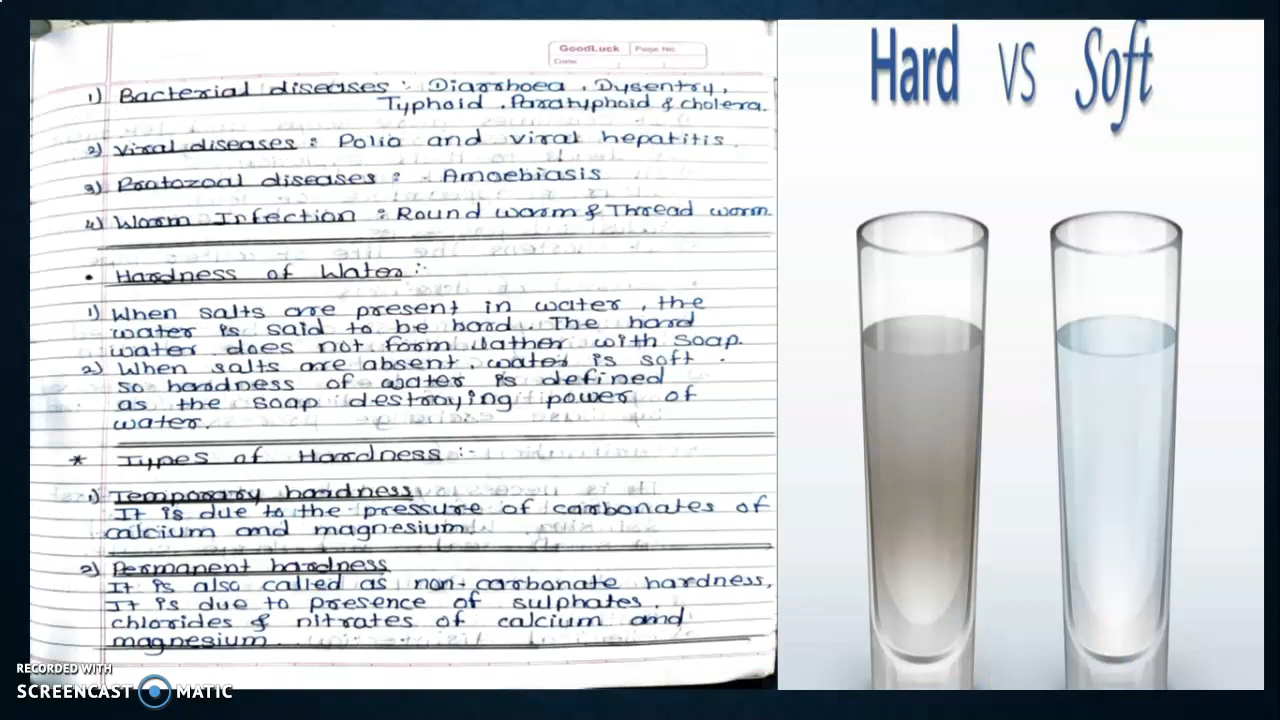 GoodLuck Page No.
Date
1) Bacterial diseases : Diarrhoea, Dysentry,
Typhoid, Paratyphoid & cholera.
2) Viral diseases : Polio and viral hepatitis.
3) Protozoal diseases : Amoebiasis
4) Worm Infection : Round worm & Thread worm
• Hardness of Water :-
1) When salts are present in water, the
water is said to be hard. The hard
water does not form lather with soap.
2) When salts are absent, water is soft.
so hardness of water is defined
as the soap destroying power of
water.
* Types of Hardness :-
1) Temporary hardness
It is due to the pressure of carbonates of
calcium and magnesium.
2) Permanent hardness
It is also called as non-carbonate hardness,
It is due to presence of sulphates,
chlorides & nitrates of calcium and
magnesium.
Hard VS Soft
RECORDED WITH
SCREENCAST MATIC